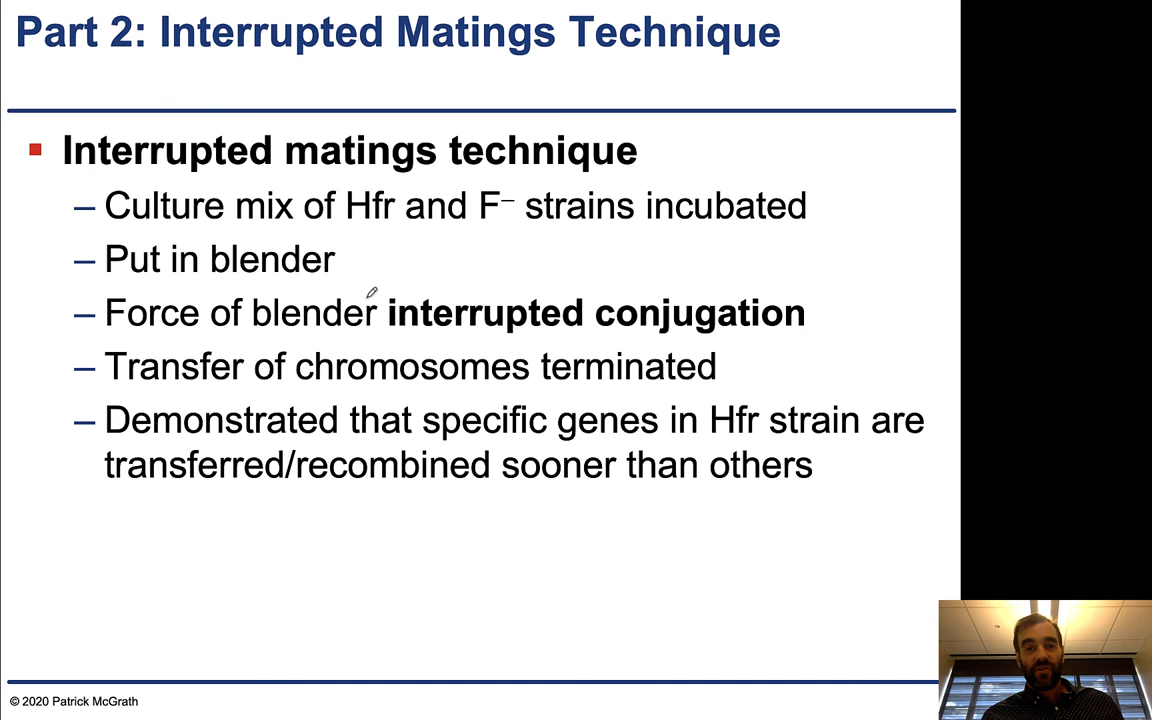 Part 2: Interrupted Matings Technique
Interrupted matings technique
– Culture mix of Hfr and F⁻ strains incubated
– Put in blender
– Force of blender interrupted conjugation
– Transfer of chromosomes terminated
– Demonstrated that specific genes in Hfr strain are
transferred/recombined sooner than others
© 2020 Patrick McGrath